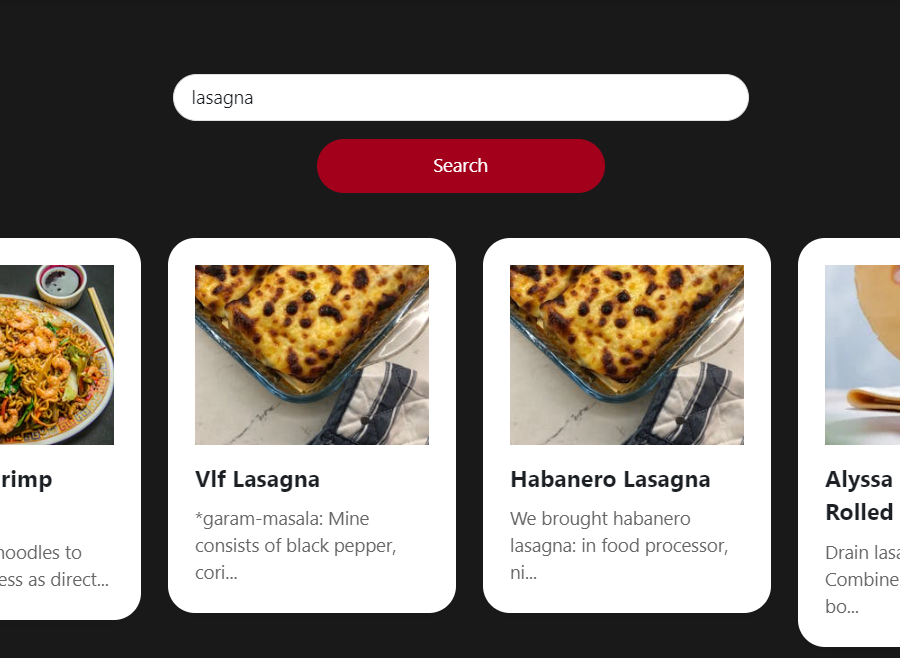 lasagna
Search
rimp
noodles to
ess as direct...
Vlf Lasagna
*garam-masala: Mine
consists of black pepper,
cori...
Habanero Lasagna
We brought habanero
lasagna: in food processor,
ni...
Alyssa
Rolled
Drain lasa
Combine
bo...